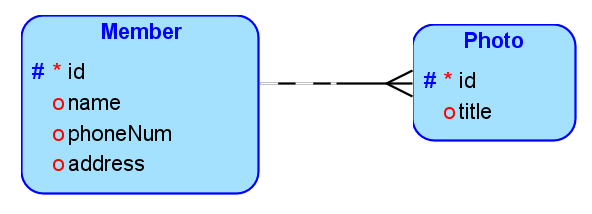 Member
# * id
o name
o phoneNum
o address
Photo
# * id
o title